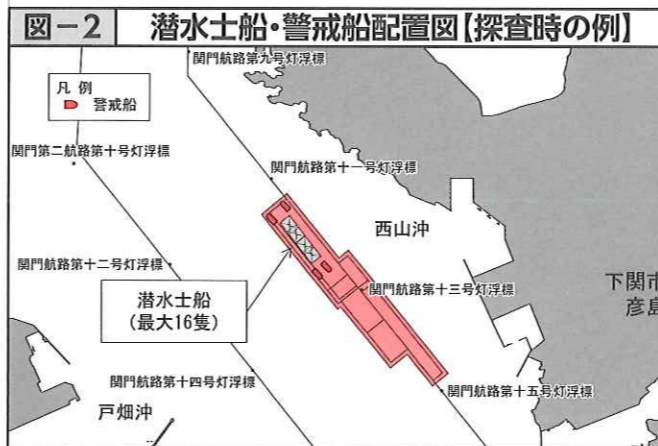 図－2　潜水士船・警戒船配置図【探査時の例】
関門航路第九号灯浮標
凡 例
警戒船
関門第二航路第十号灯浮標
関門航路第十一号灯浮標
西山沖
関門航路第十二号灯浮標
関門航路第十三号灯浮標
下関市
彦島
潜水士船
（最大16隻）
関門航路第十四号灯浮標
関門航路第十五号灯浮標
戸畑沖